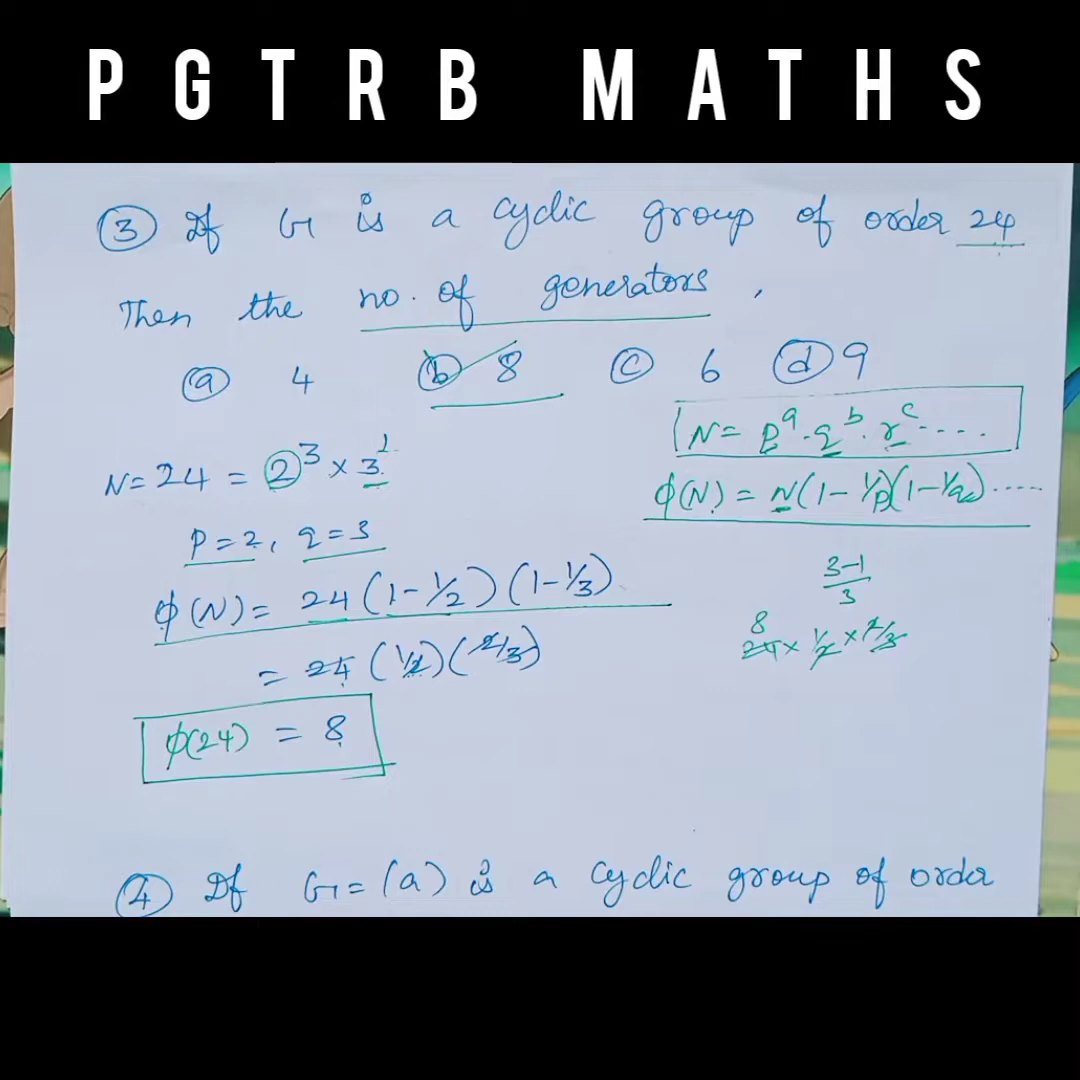 PGTRB MATHS
③ If G is a cyclic group of order 24
Then the no. of generators,
ⓐ 4 ⓑ 8 ⓒ 6 ⓓ 9
N = p^a . q^b . r^c ....
N = 24 = 2^3 × 3^1
φ(N) = N(1 - 1/p)(1 - 1/q) ....
P = 2, q = 3
φ(N) = 24 (1 - 1/2) (1 - 1/3)
3-1/3
= 24 (1/2) (2/3)
8
24 × 1/2 × 2/3
φ(24) = 8
④ If G = (a) is a cyclic group of order